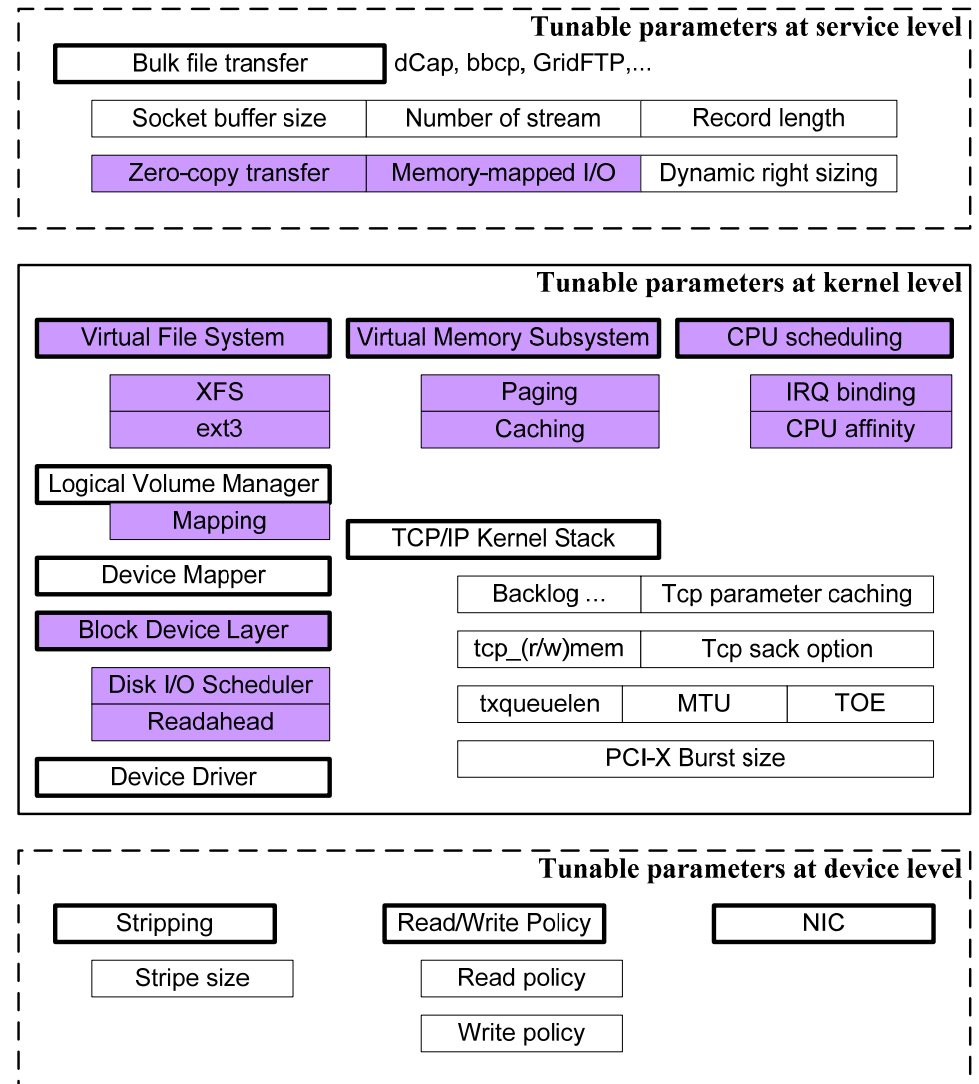 Tunable parameters at service level
Bulk file transfer dCap, bbcp, GridFTP,...
Socket buffer size Number of stream Record length
Zero-copy transfer Memory-mapped I/O Dynamic right sizing
Tunable parameters at kernel level
Virtual File System Virtual Memory Subsystem CPU scheduling
XFS Paging IRQ binding
ext3 Caching CPU affinity
Logical Volume Manager
Mapping
TCP/IP Kernel Stack
Device Mapper
Backlog ... Tcp parameter caching
Block Device Layer
tcp_(r/w)mem Tcp sack option
Disk I/O Scheduler
txqueuelen MTU TOE
Readahead
PCI-X Burst size
Device Driver
Tunable parameters at device level
Stripping Read/Write Policy NIC
Stripe size Read policy
Write policy